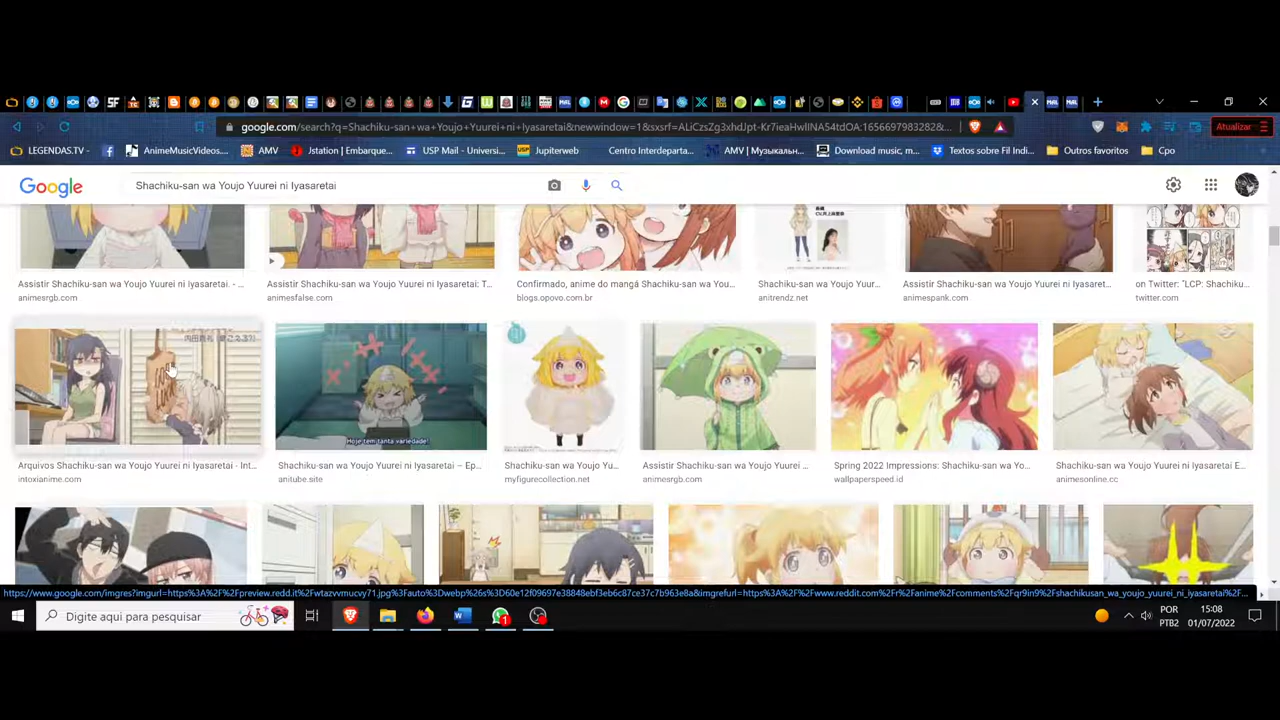 google.com/search?q=Shachiku-san+wa+Youjo+Yuurei+ni+Iyasaretai&newwindow=1&sxsrf=ALiCzsZg3xhdJpt-Kr7ieaHwlINA54tdOA:1656699798328 2&...
Atualizar
LEGENDAS.TV
AnimeMusicVideos...
AMV
Jstation | Embarque...
USP
USP Mail - Universi...
Jupiterweb
Centro Interdeparta...
AMV | Музыкальн...
Download music, m...
Textos sobre Fil Indi...
Outros favoritos
Cpo
Google
Shachiku-san wa Youjo Yuurei ni Iyasaretai
Assistir Shachiku-san wa Youjo Yuurei ni Iyasaretai. - ...
animesrgb.com
Assistir Shachiku-san wa Youjo Yuurei ni Iyasaretai: T...
animesfalse.com
Confirmado, anime do mangá Shachiku-san wa You...
blogs.opovo.com.br
Shachiku-san wa Youjo Yuur...
anitrendz.net
Assistir Shachiku-san wa Youjo Yuurei ni Iyasaret...
animespank.com
on Twitter: "LCP: Shachiku...
twitter.com
Hoje tem tanta variedade!
Arquivos Shachiku-san wa Youjo Yuurei ni Iyasaretai - Int...
intoxianime.com
Shachiku-san wa Youjo Yuurei ni Iyasaretai – Ep...
anitube.site
Shachiku-san wa Youjo Yu...
myfigurecollection.net
Assistir Shachiku-san wa Youjo Yuurei ...
animesrgb.com
Spring 2022 Impressions: Shachiku-san wa Yo...
wallpaperspeed.id
Shachiku-san wa Youjo Yuurei ni Iyasaretai E...
animesonline.cc
Digite aqui para pesquisar
POR
PTB2
15:08
01/07/2022